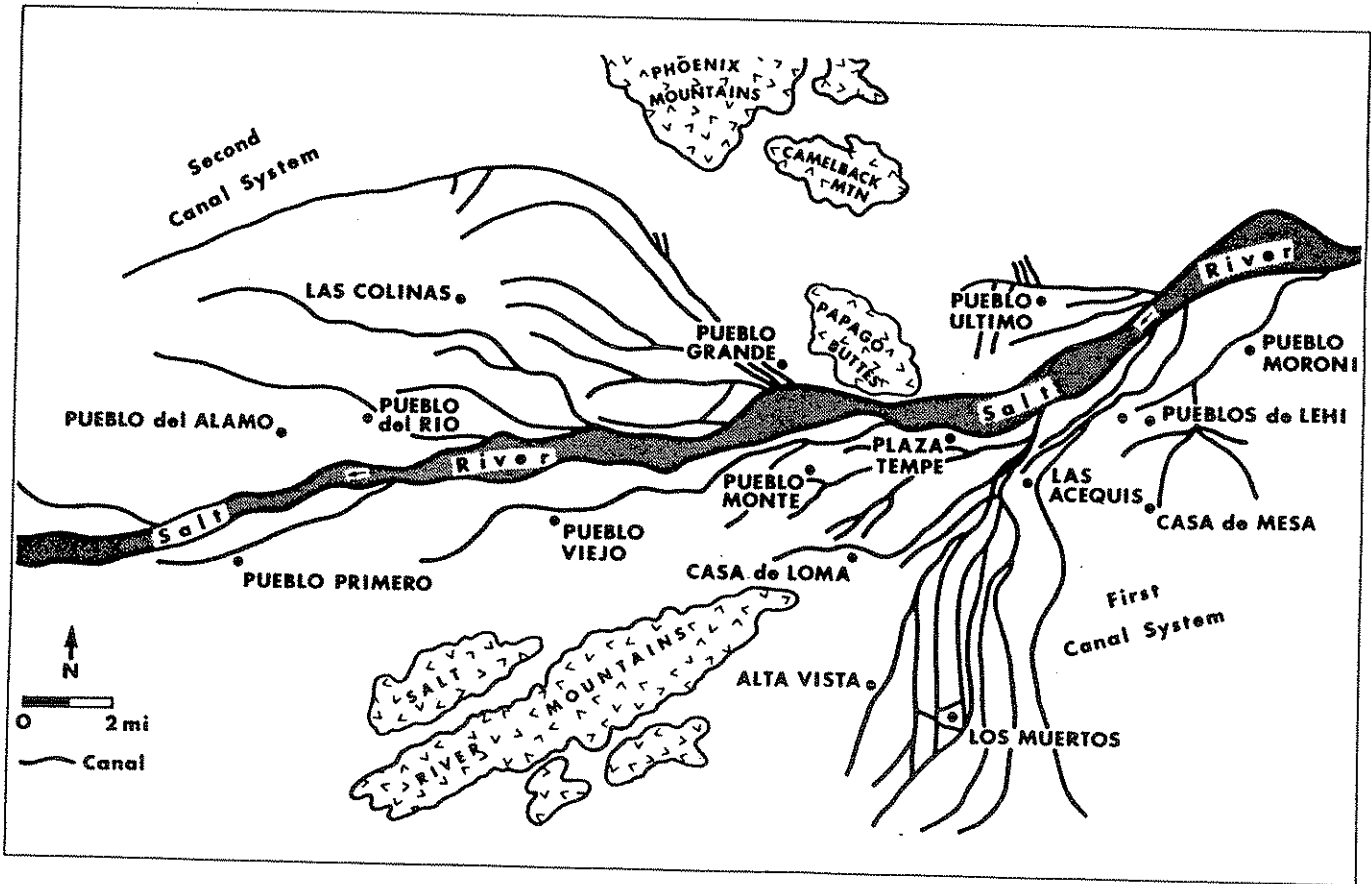 PHOENIX
MOUNTAINS
CAMELBACK
MTN
Second
Canal System
River
LAS COLINAS
PUEBLO
GRANDE
PAPAGO
BUTTES
PUEBLO
ULTIMO
PUEBLO
MORONI
PUEBLO del ALAMO
PUEBLO
del RIO
Salt
PUEBLOS de LEHI
River
PLAZA
TEMPE
PUEBLO
MONTE
LAS
ACEQUIS
CASA de MESA
Salt
PUEBLO
VIEJO
PUEBLO PRIMERO
CASA de LOMA
First
Canal System
N
SALT
RIVER
MOUNTAINS
ALTA VISTA
LOS MUERTOS
0 2 mi
Canal